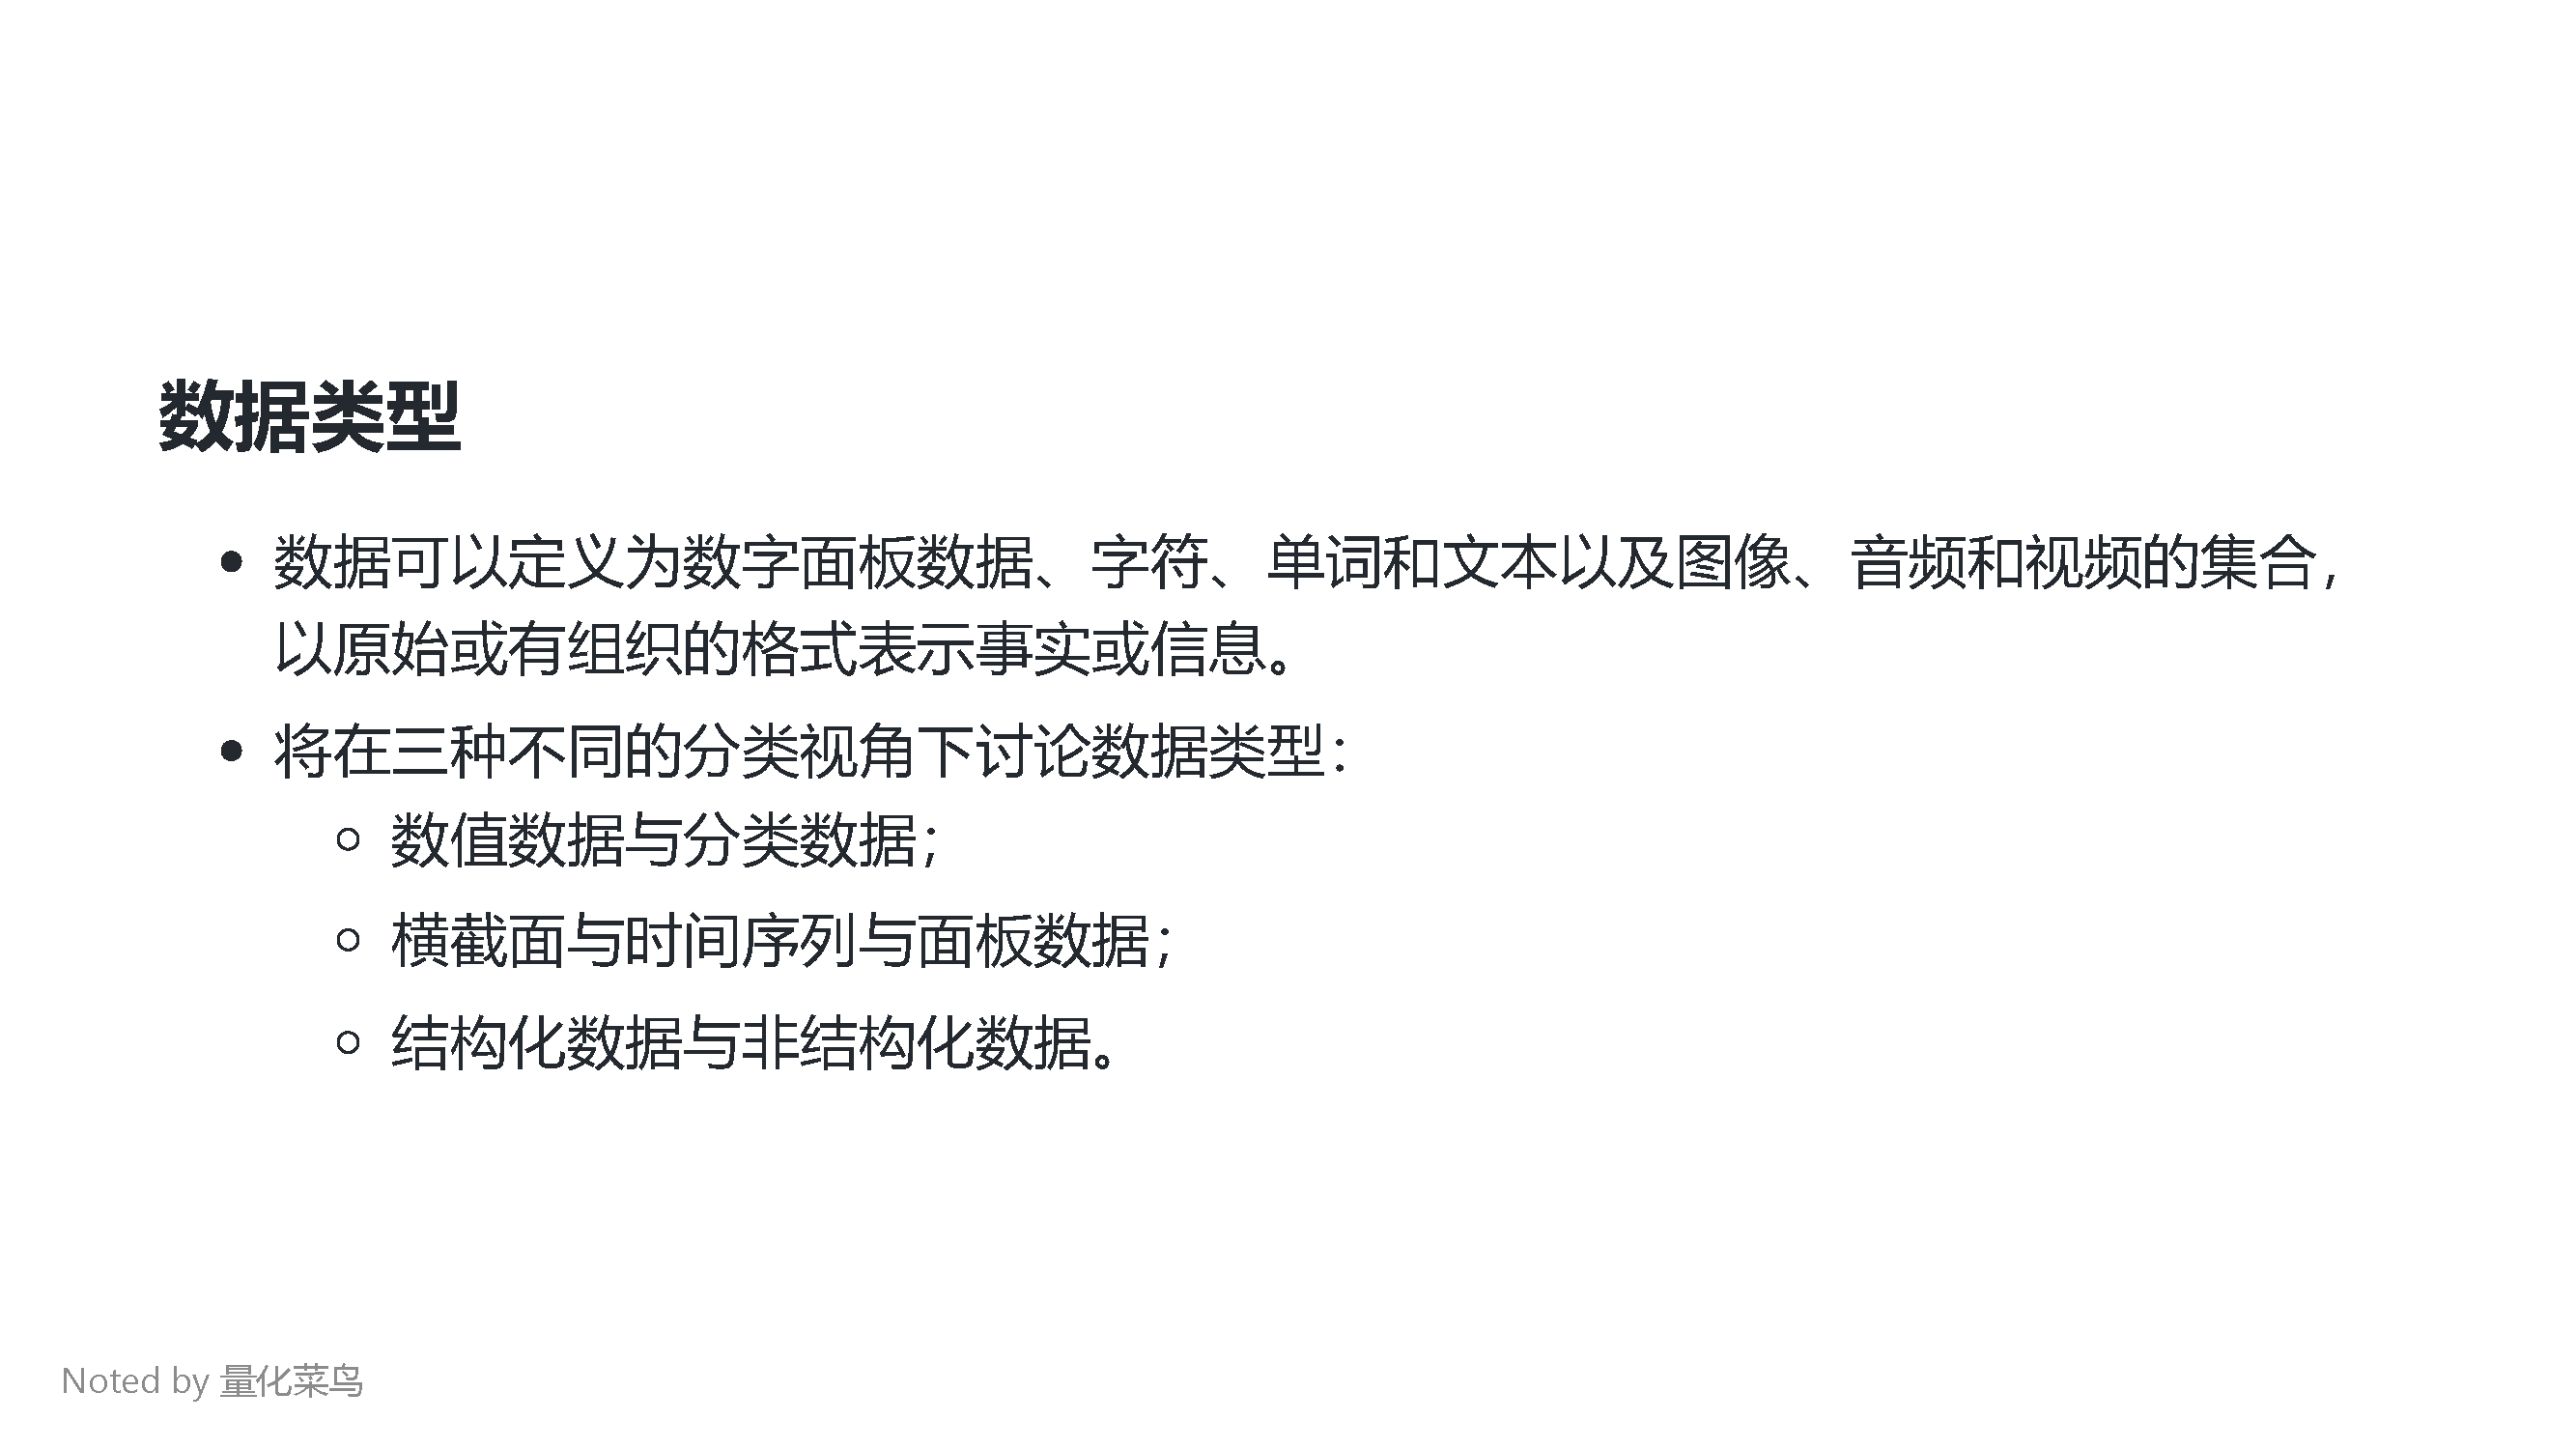 数据类型
数据可以定义为数字面板数据、字符、单词和文本以及图像、音频和视频的集合，
以原始或有组织的格式表示事实或信息。
将在三种不同的分类视角下讨论数据类型：
数值数据与分类数据；
横截面与时间序列与面板数据；
结构化数据与非结构化数据。
Noted by 量化菜鸟